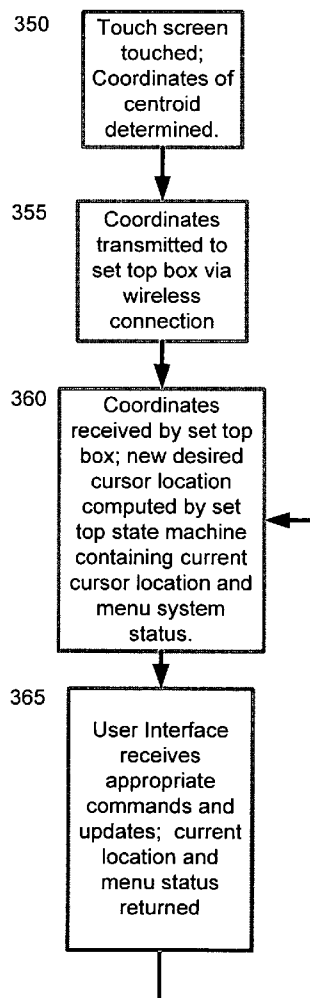 350
Touch screen
touched;
Coordinates of
centroid
determined.
355
Coordinates
transmitted to
set top box via
wireless
connection
360
Coordinates
received by set top
box; new desired
cursor location
computed by set
top state machine
containing current
cursor location and
menu system
status.
365
User Interface
receives
appropriate
commands and
updates; current
location and
menu status
returned